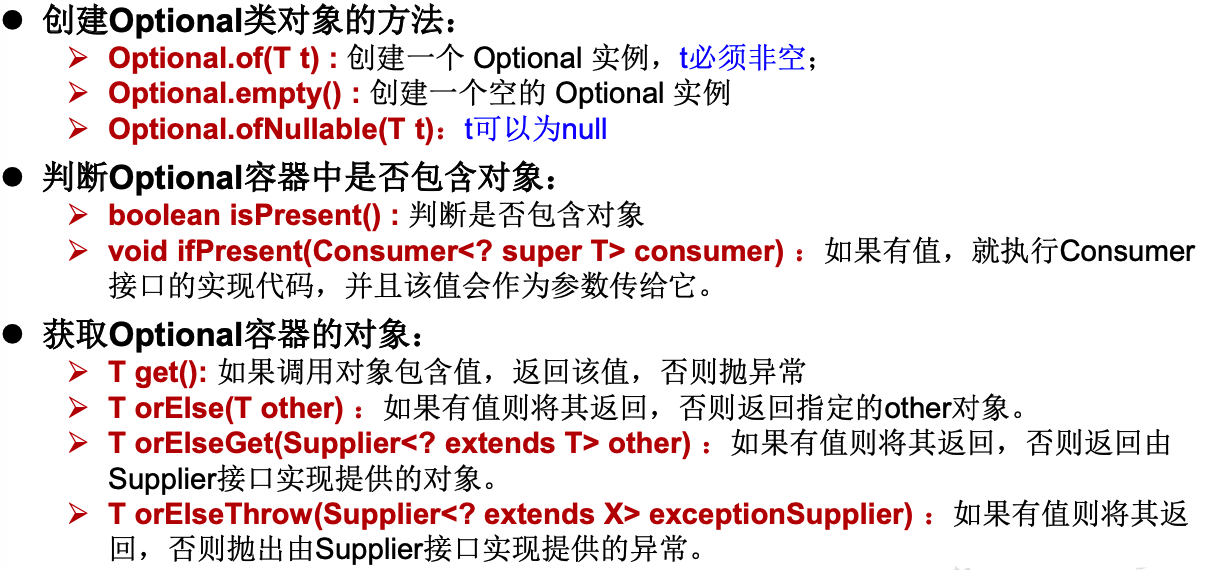 ● 创建Optional类对象的方法：
➢ Optional.of(T t) : 创建一个 Optional 实例，t必须非空；
➢ Optional.empty() : 创建一个空的 Optional 实例
➢ Optional.ofNullable(T t)：t可以为null
● 判断Optional容器中是否包含对象：
➢ boolean isPresent() : 判断是否包含对象
➢ void ifPresent(Consumer<? super T> consumer) ：如果有值，就执行Consumer
接口的实现代码，并且该值会作为参数传给它。
● 获取Optional容器的对象：
➢ T get(): 如果调用对象包含值，返回该值，否则抛异常
➢ T orElse(T other) ：如果有值则将其返回，否则返回指定的other对象。
➢ T orElseGet(Supplier<? extends T> other) ：如果有值则将其返回，否则返回由
Supplier接口实现提供的对象。
➢ T orElseThrow(Supplier<? extends X> exceptionSupplier) ：如果有值则将其返
回，否则抛出由Supplier接口实现提供的异常。